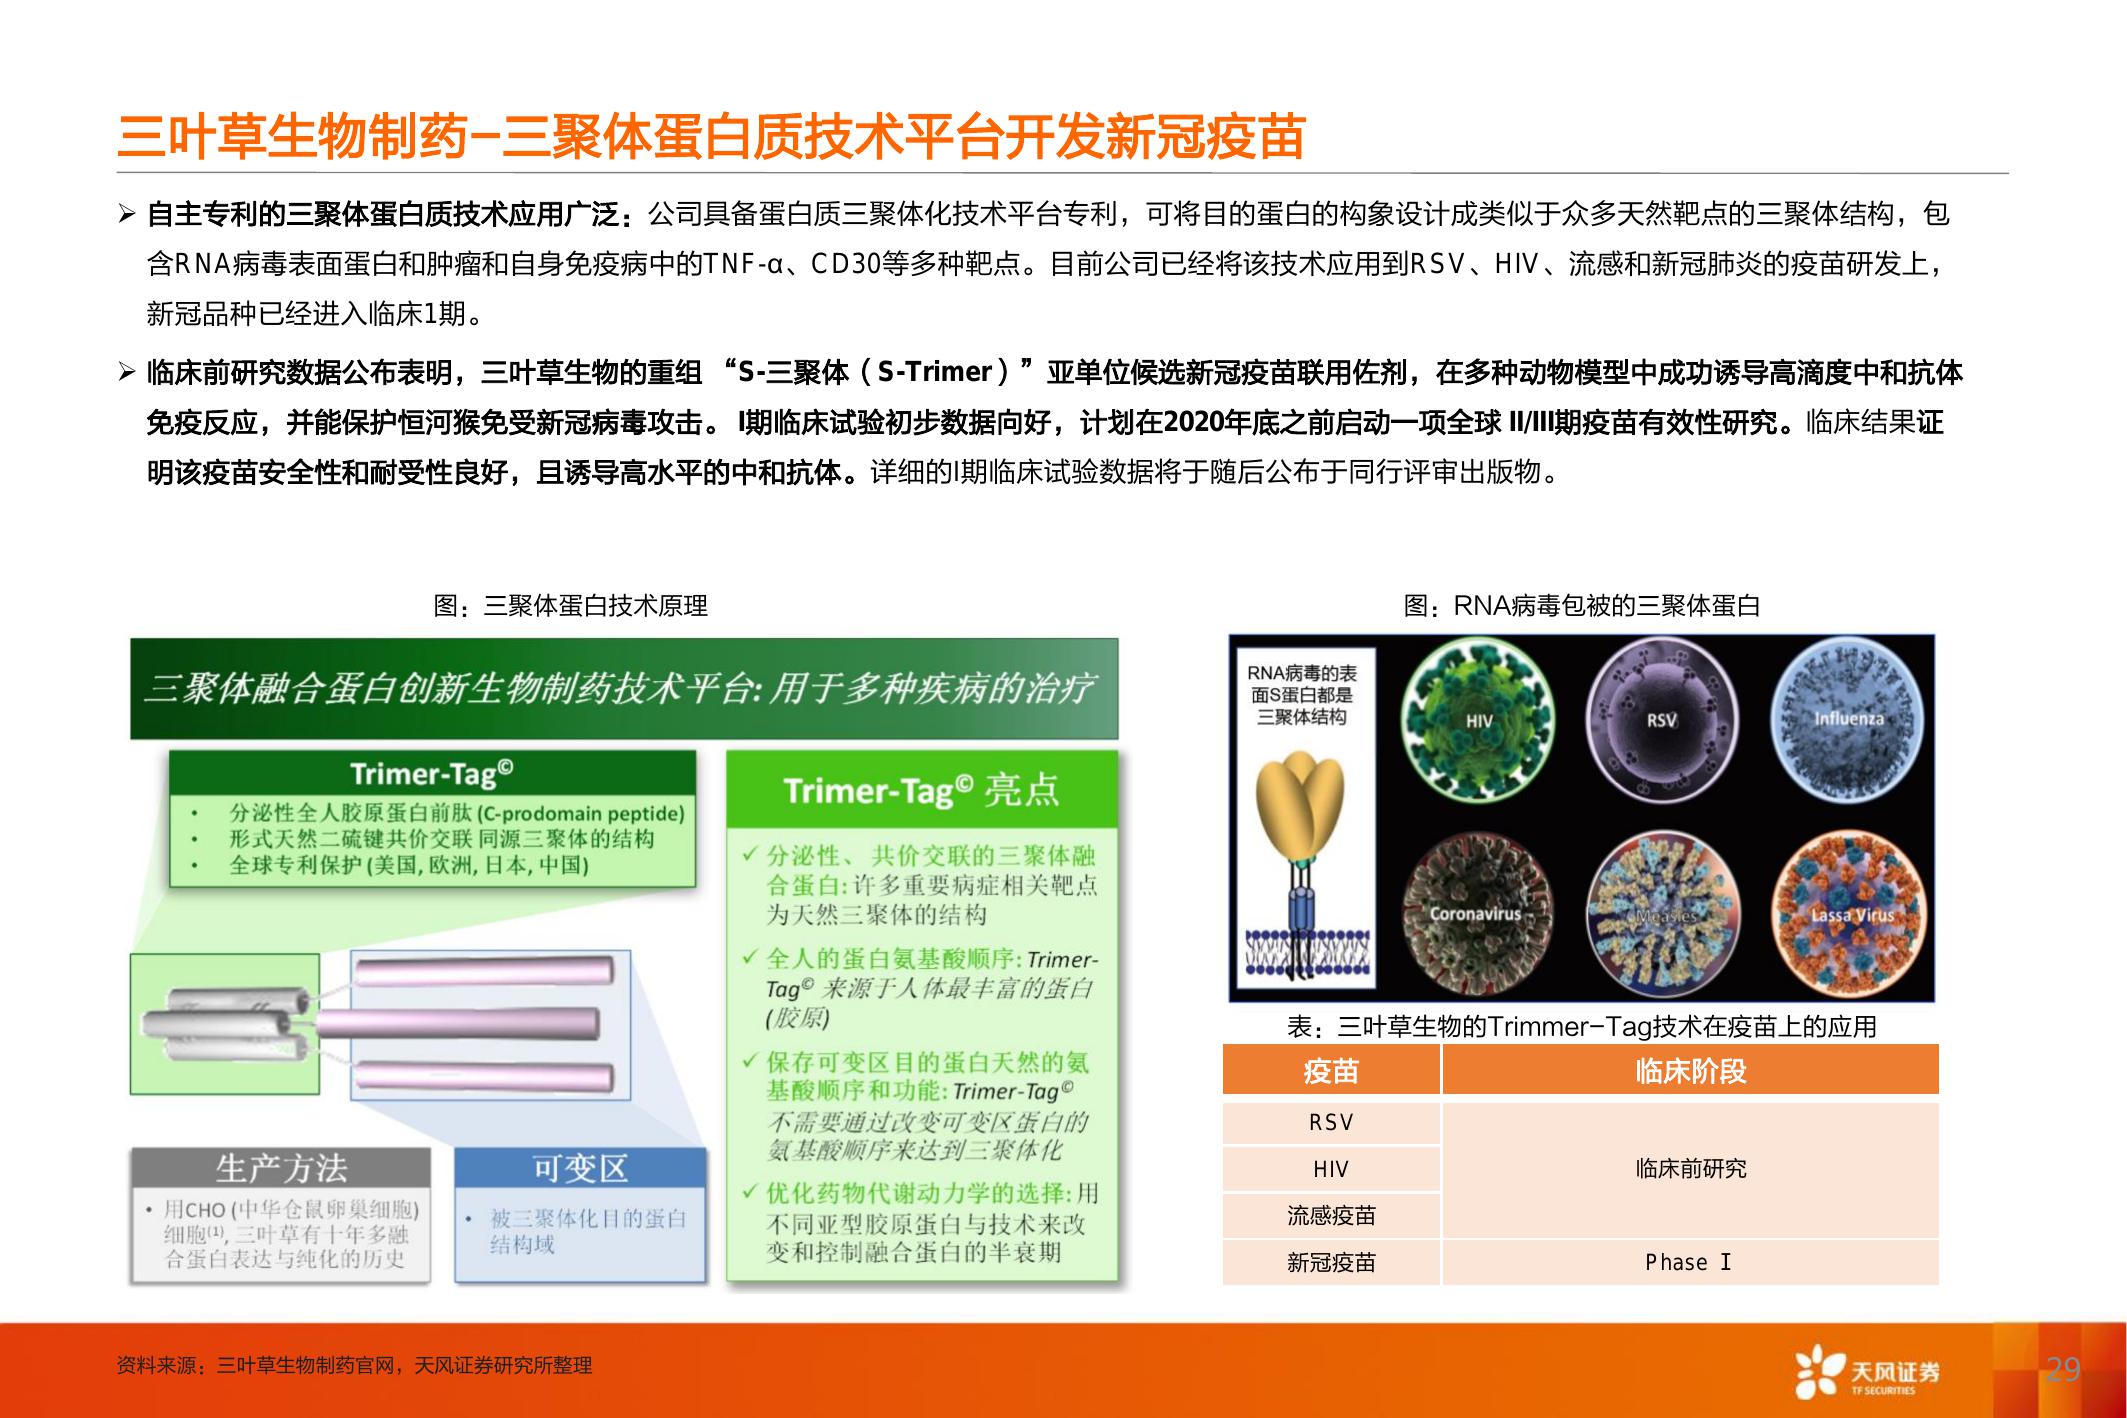 三叶草生物制药-三聚体蛋白质技术平台开发新冠疫苗
➢ 自主专利的三聚体蛋白质技术应用广泛：公司具备蛋白质三聚体化技术平台专利，可将目的蛋白的构象设计成类似于众多天然靶点的三聚体结构，包
含RNA病毒表面蛋白和肿瘤和自身免疫病中的TNF-α、CD30等多种靶点。目前公司已经将该技术应用到RSV、HIV、流感和新冠肺炎的疫苗研发上，
新冠品种已经进入临床1期。
➢ 临床前研究数据公布表明，三叶草生物的重组 “S-三聚体（S-Trimer）”亚单位候选新冠疫苗联用佐剂，在多种动物模型中成功诱导高滴度中和抗体
免疫反应，并能保护恒河猴免受新冠病毒攻击。 I期临床试验初步数据向好，计划在2020年底之前启动一项全球 II/III期疫苗有效性研究。临床结果证
明该疫苗安全性和耐受性良好，且诱导高水平的中和抗体。详细的I期临床试验数据将于随后公布于同行评审出版物。
图：三聚体蛋白技术原理
三聚体融合蛋白创新生物制药技术平台: 用于多种疾病的治疗
Trimer-Tag©
• 分泌性全人胶原蛋白前肽 (C-prodomain peptide)
• 形式天然二硫键共价交联 同源三聚体的结构
• 全球专利保护 (美国, 欧洲, 日本, 中国)
生产方法
• 用CHO (中华仓鼠卵巢细胞)
细胞(1), 三叶草有十年多融
合蛋白表达与纯化的历史
可变区
• 被三聚体化目的蛋白
结构域
Trimer-Tag© 亮点
✓ 分泌性、 共价交联的三聚体融
合蛋白: 许多重要病症相关靶点
为天然三聚体的结构
✓ 全人的蛋白氨基酸顺序: Trimer-
Tag© 来源于人体最丰富的蛋白
(胶原)
✓ 保存可变区目的蛋白天然的氨
基酸顺序和功能: Trimer-Tag©
不需要通过改变可变区蛋白的
氨基酸顺序来达到三聚体化
✓ 优化药物代谢动力学的选择: 用
不同亚型胶原蛋白与技术来改
变和控制融合蛋白的半衰期
图：RNA病毒包被的三聚体蛋白
RNA病毒的表
面S蛋白都是
三聚体结构
HIV
RSV
Influenza
Coronavirus
Measles
Lassa Virus
表：三叶草生物的Trimmer-Tag技术在疫苗上的应用
疫苗 临床阶段
RSV
HIV 临床前研究
流感疫苗
新冠疫苗 Phase I
资料来源：三叶草生物制药官网，天风证券研究所整理
天风证券
TF SECURITIES
29